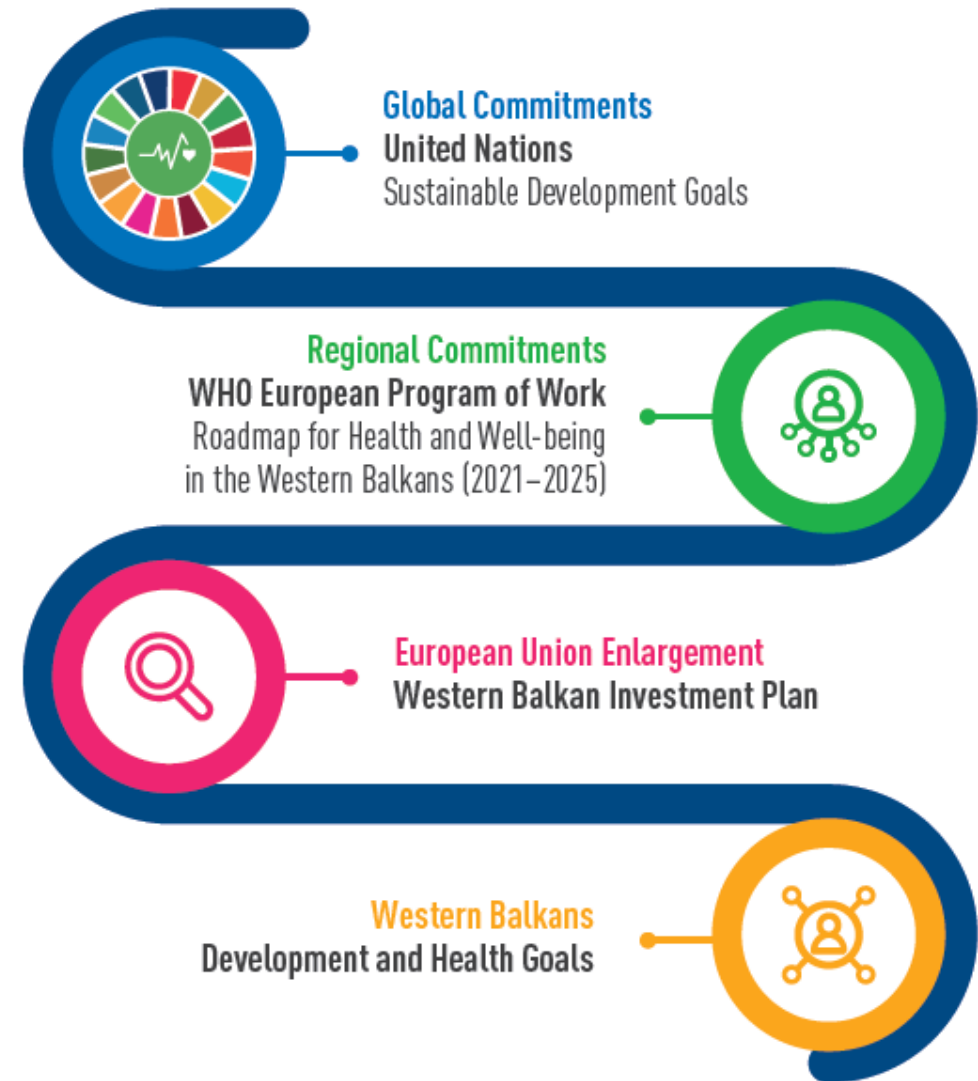 Global Commitments
United Nations
Sustainable Development Goals
Regional Commitments
WHO European Program of Work
Roadmap for Health and Well-being
in the Western Balkans (2021–2025)
European Union Enlargement
Western Balkan Investment Plan
Western Balkans
Development and Health Goals